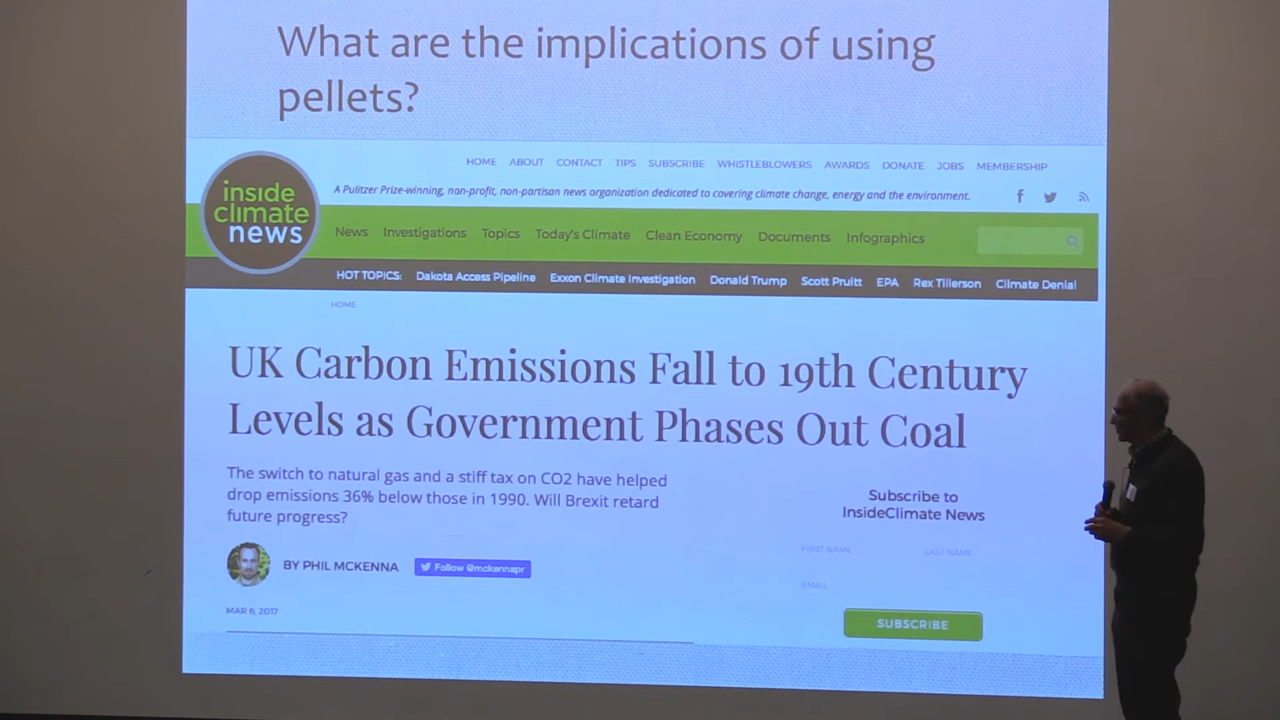 What are the implications of using
pellets?
HOME ABOUT CONTACT TIPS SUBSCRIBE WHISTLEBLOWERS AWARDS DONATE JOBS MEMBERSHIP
A Pulitzer Prize-winning, non-profit, non-partisan news organization dedicated to covering climate change, energy and the environment.
inside
climate
news
News Investigations Topics Today's Climate Clean Economy Documents Infographics
HOT TOPICS: Dakota Access Pipeline Exxon Climate Investigation Donald Trump Scott Pruitt EPA Rex Tillerson Climate Denial
HOME
UK Carbon Emissions Fall to 19th Century
Levels as Government Phases Out Coal
The switch to natural gas and a stiff tax on CO2 have helped
drop emissions 36% below those in 1990. Will Brexit retard
future progress?
BY PHIL MCKENNA Follow @mckennapr
MAR 6, 2017
Subscribe to
InsideClimate News
FIRST NAME LAST NAME
EMAIL
SUBSCRIBE